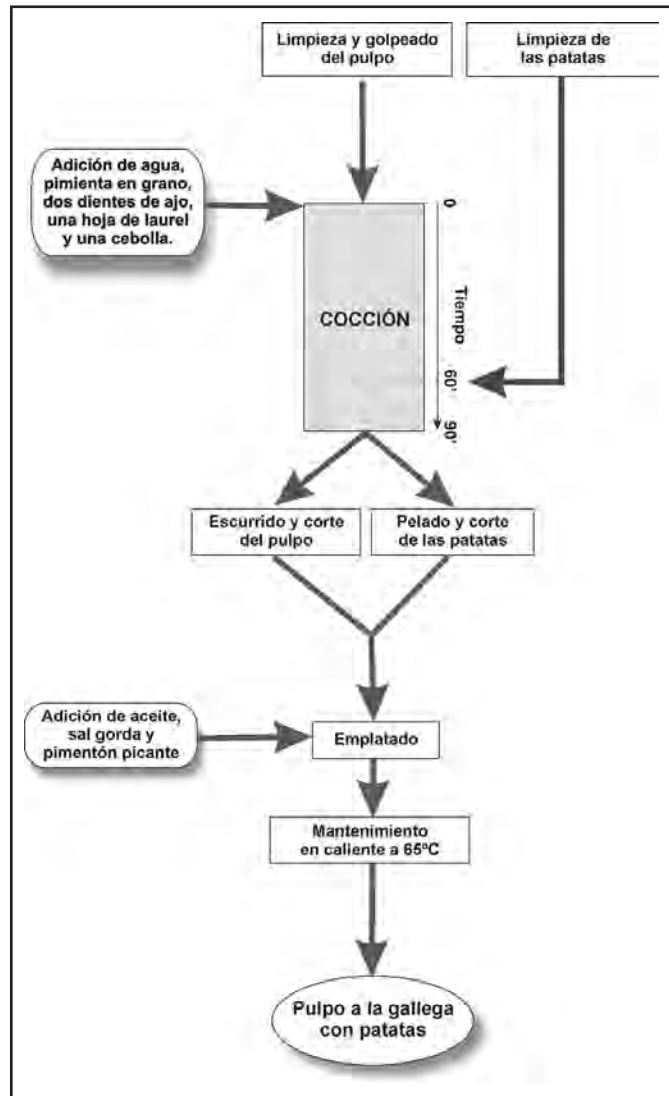 Limpieza y golpeado
del pulpo
Limpieza de
las patatas
Adición de agua,
pimienta en grano,
dos dientes de ajo,
una hoja de laurel
y una cebolla.
COCCIÓN
0
Tiempo
60'
90'
Escurrido y corte
del pulpo
Pelado y corte
de las patatas
Adición de aceite,
sal gorda y
pimentón picante
Emplatado
Mantenimiento
en caliente a 65ºC
Pulpo a la gallega
con patatas